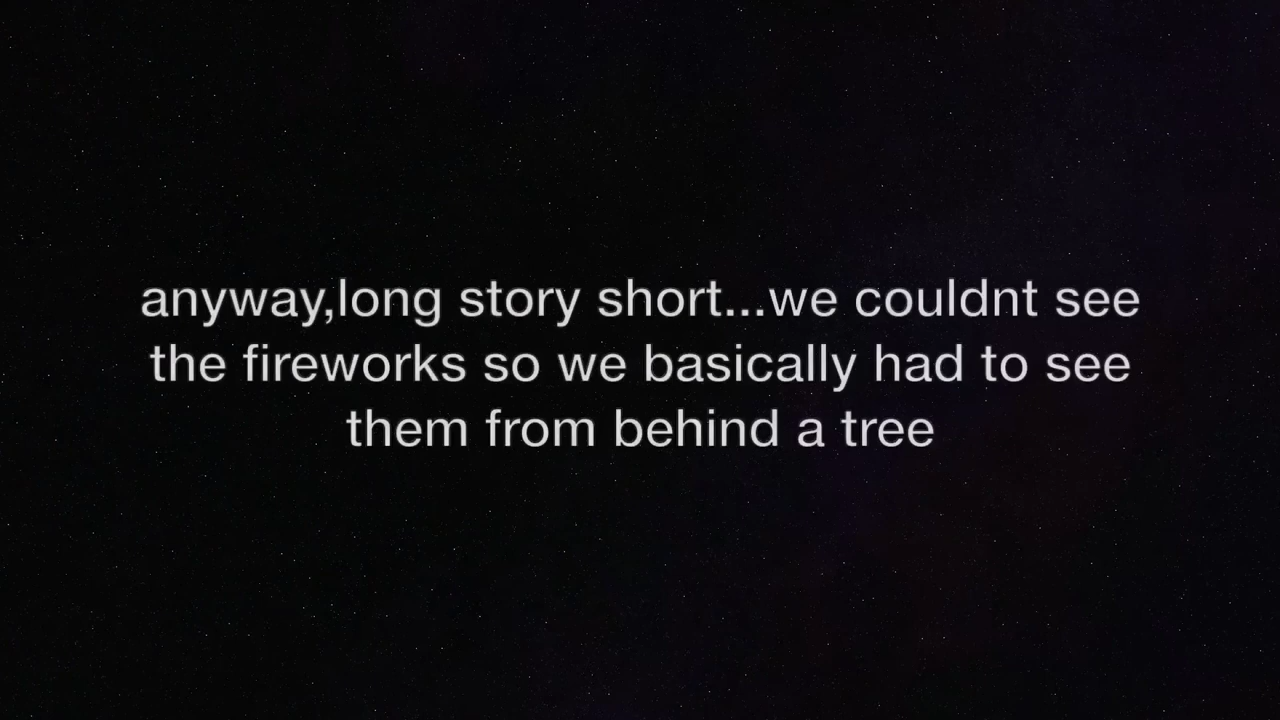 anyway,long story short...we couldnt see
the fireworks so we basically had to see
them from behind a tree